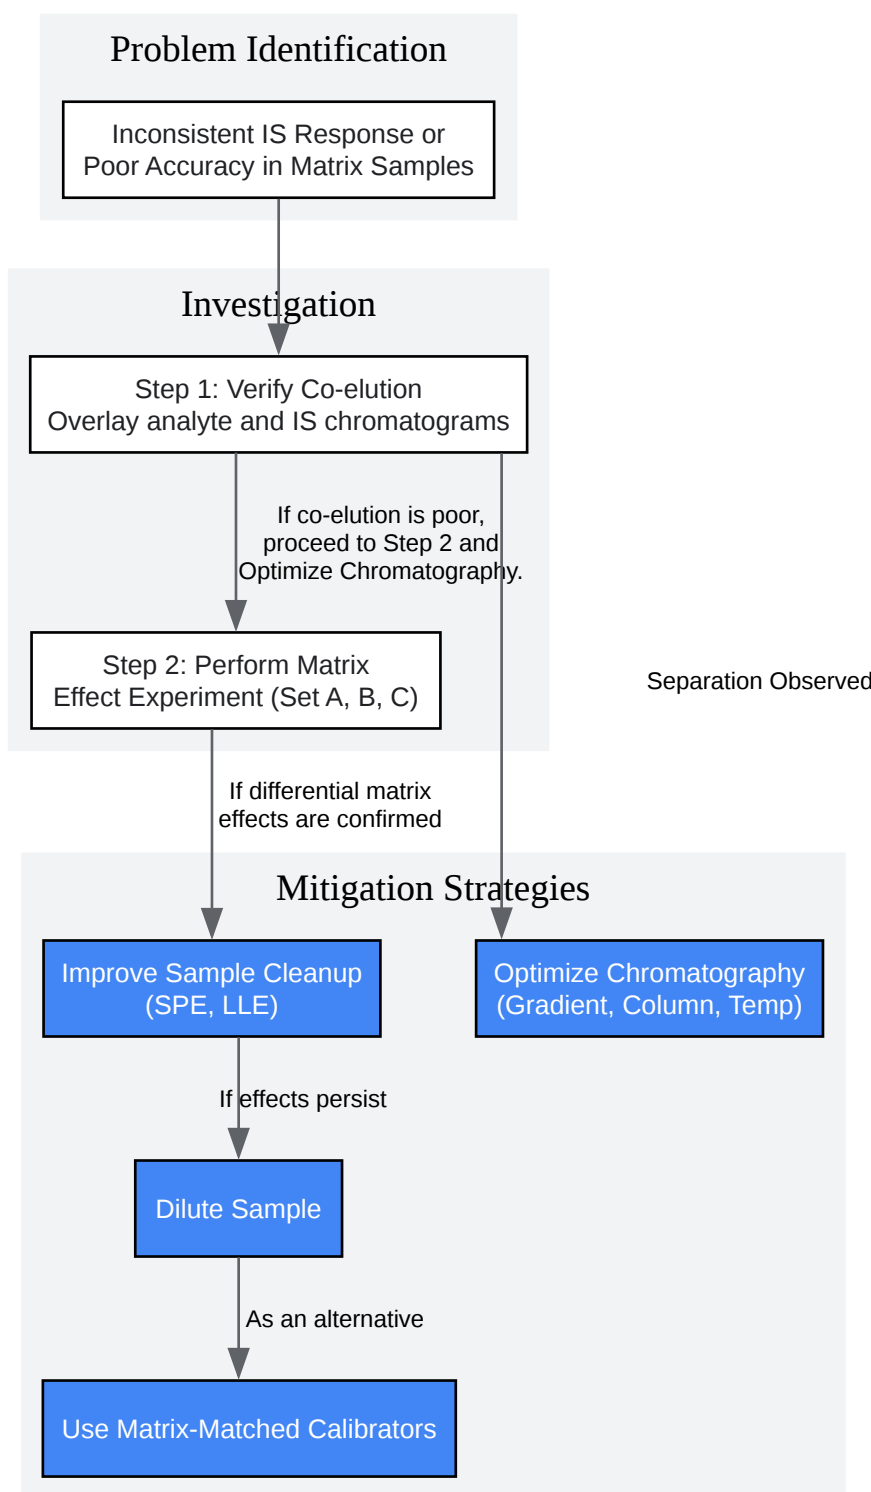 Problem Identification
Inconsistent IS Response or
Poor Accuracy in Matrix Samples
Investigation
Step 1: Verify Co-elution
Overlay analyte and IS chromatograms
If co-elution is poor,
proceed to Step 2 and
Optimize Chromatography.
Step 2: Perform Matrix
Effect Experiment (Set A, B, C)
Separation Observed
If differential matrix
effects are confirmed
Mitigation Strategies
Improve Sample Cleanup
(SPE, LLE)
Optimize Chromatography
(Gradient, Column, Temp)
If effects persist
Dilute Sample
As an alternative
Use Matrix-Matched Calibrators